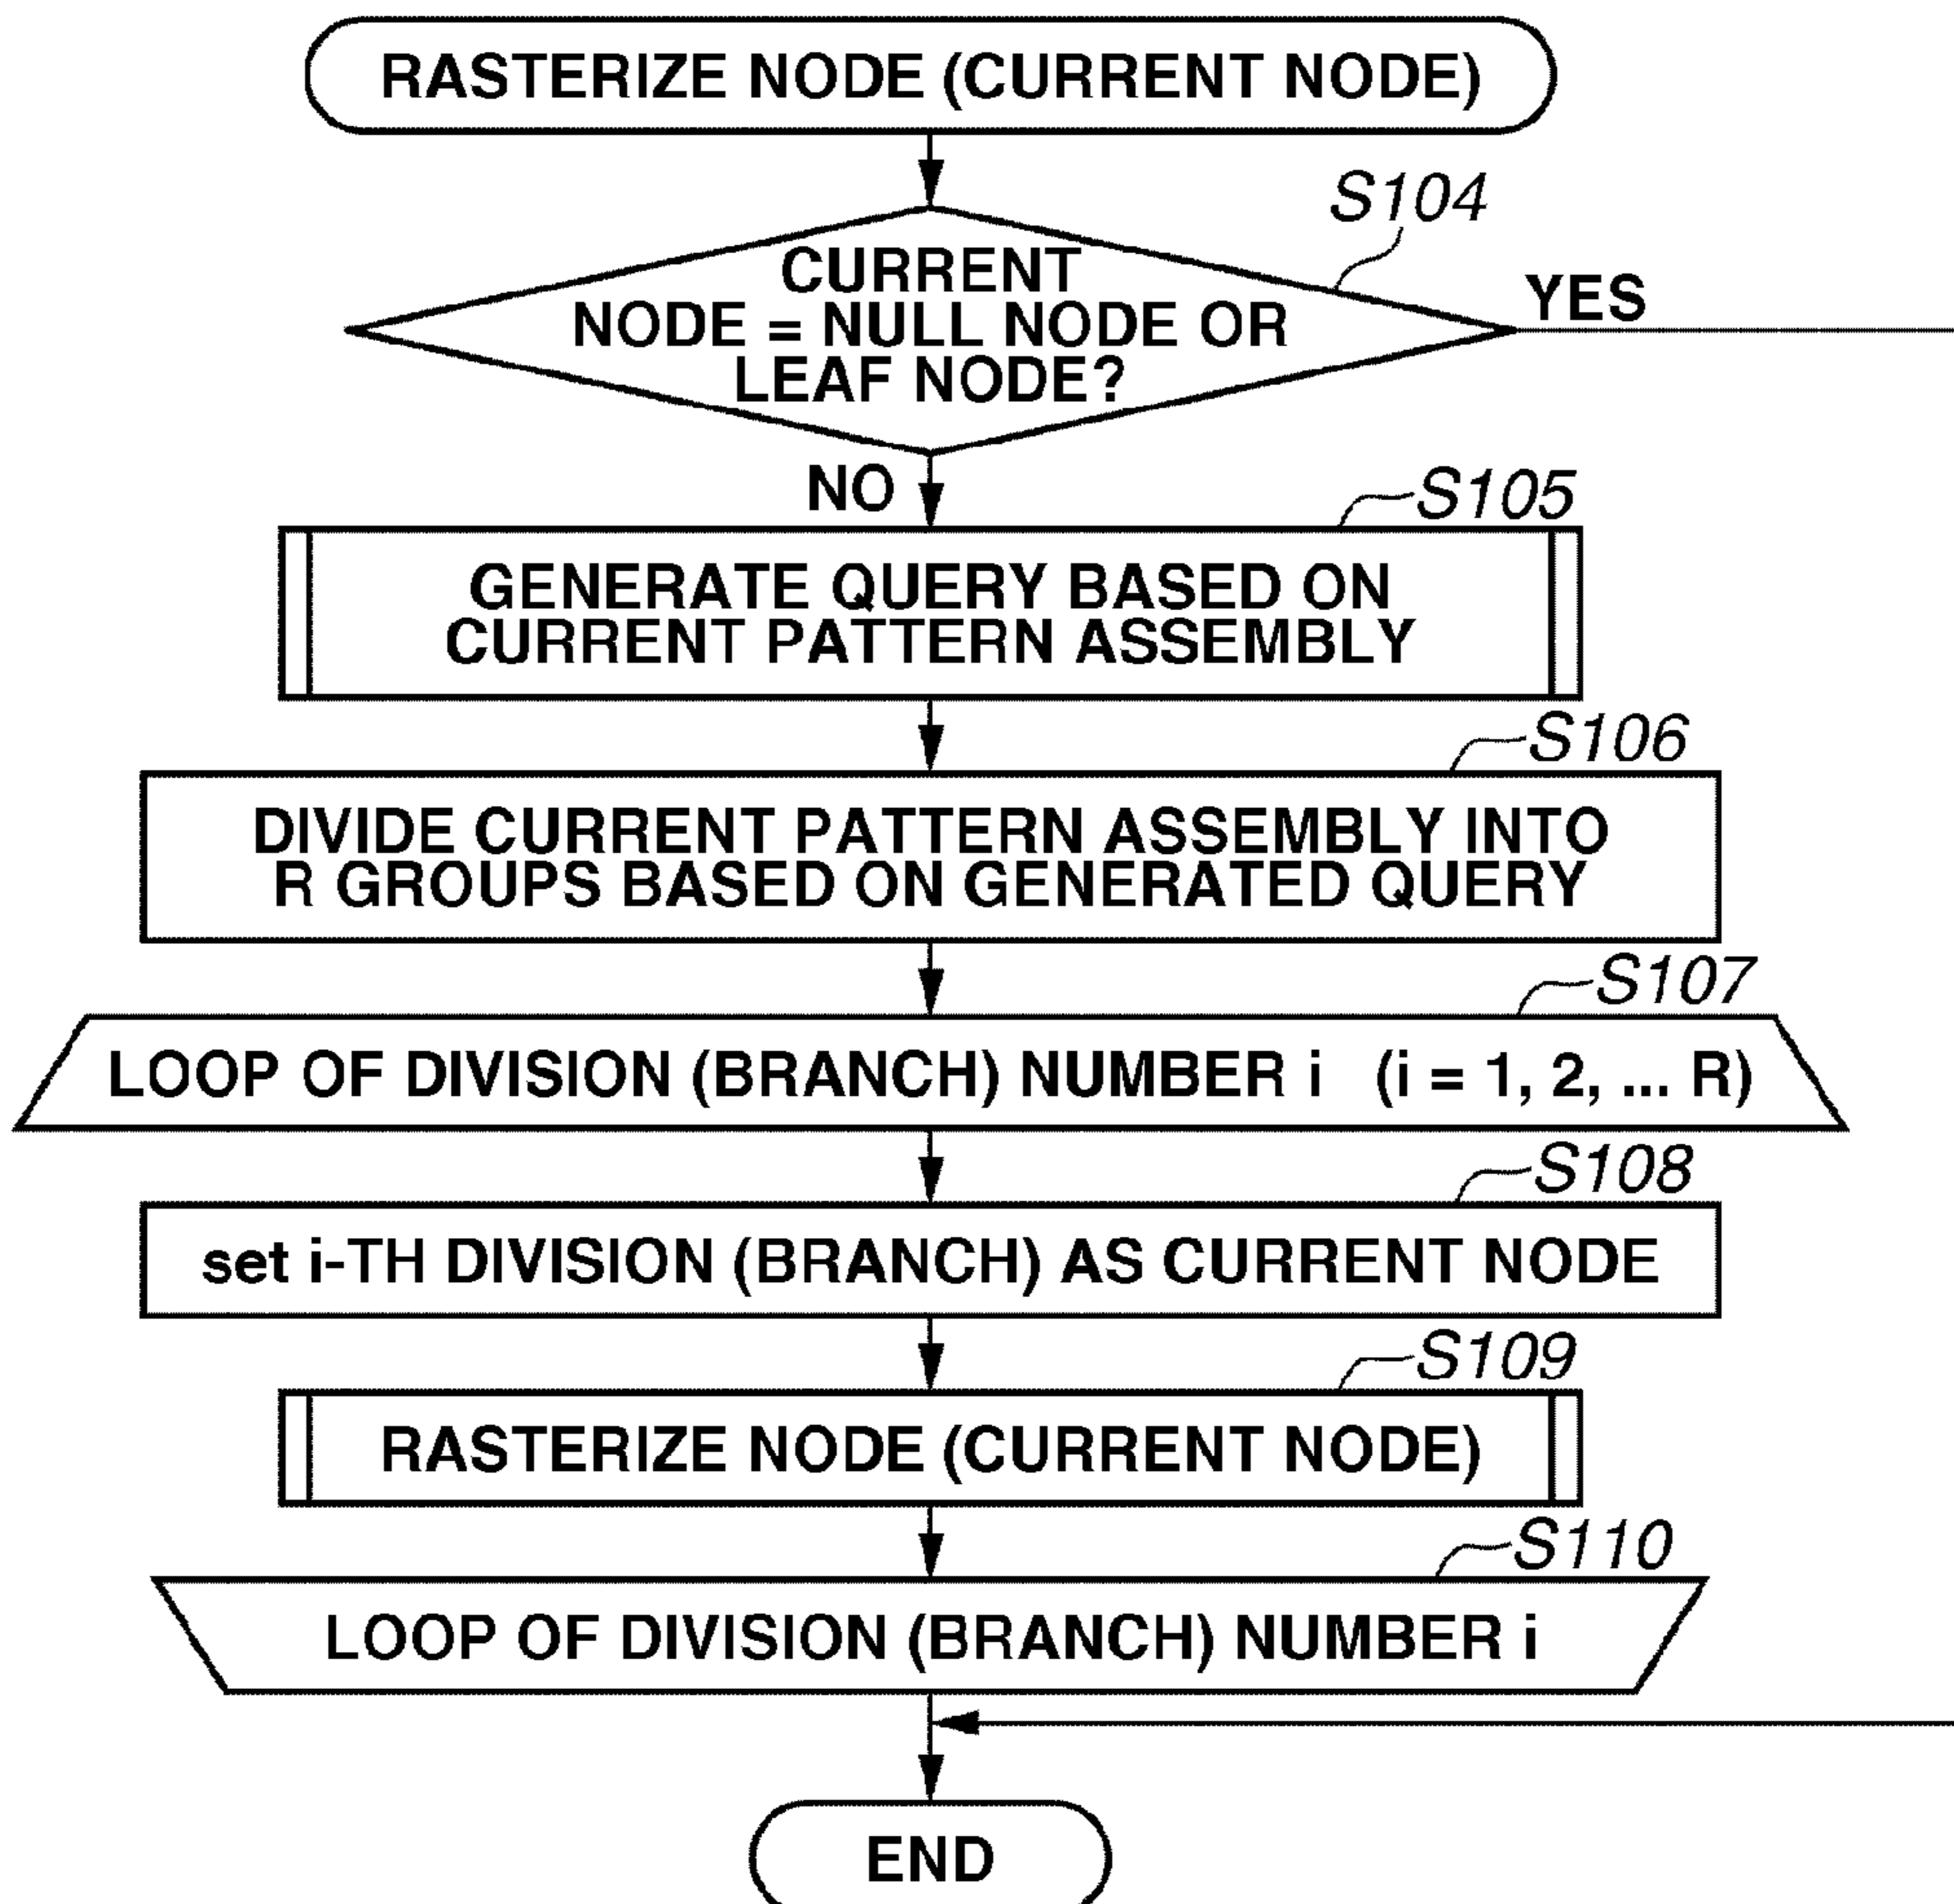 RASTERIZE NODE (CURRENT NODE)
S104
CURRENT
NODE = NULL NODE OR
LEAF NODE?
YES
NO
S105
GENERATE QUERY BASED ON
CURRENT PATTERN ASSEMBLY
S106
DIVIDE CURRENT PATTERN ASSEMBLY INTO
R GROUPS BASED ON GENERATED QUERY
S107
LOOP OF DIVISION (BRANCH) NUMBER i (i = 1, 2, ... R)
S108
set i-TH DIVISION (BRANCH) AS CURRENT NODE
S109
RASTERIZE NODE (CURRENT NODE)
S110
LOOP OF DIVISION (BRANCH) NUMBER i
END